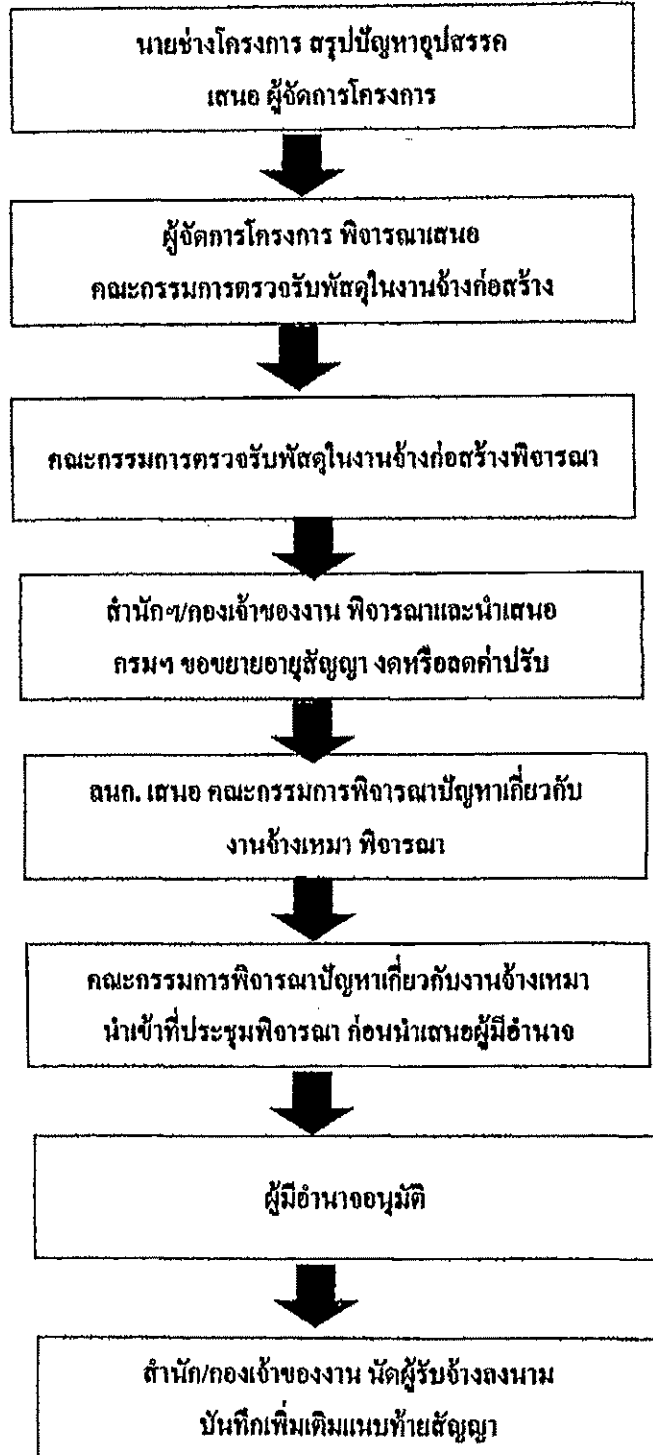 นายช่างโครงการ สรุปปัญหาอุปสรรค
เสนอ ผู้จัดการโครงการ
ผู้จัดการโครงการ พิจารณาเสนอ
คณะกรรมการตรวจรับพัสดุในงานจ้างก่อสร้าง
คณะกรรมการตรวจรับพัสดุในงานจ้างก่อสร้างพิจารณา
สำนักฯ/กองเจ้าของงาน พิจารณาและนำเสนอ
กรมฯ ขอขยายอายุสัญญา งดหรือลดค่าปรับ
ลนก. เสนอ คณะกรรมการพิจารณาปัญหาเกี่ยวกับ
งานจ้างเหมา พิจารณา
คณะกรรมการพิจารณาปัญหาเกี่ยวกับงานจ้างเหมา
นำเข้าที่ประชุมพิจารณา ก่อนนำเสนอผู้มีอำนาจ
ผู้มีอำนาจอนุมัติ
สำนัก/กองเจ้าของงาน นัดผู้รับจ้างลงนาม
บันทึกเพิ่มเติมแนบท้ายสัญญา